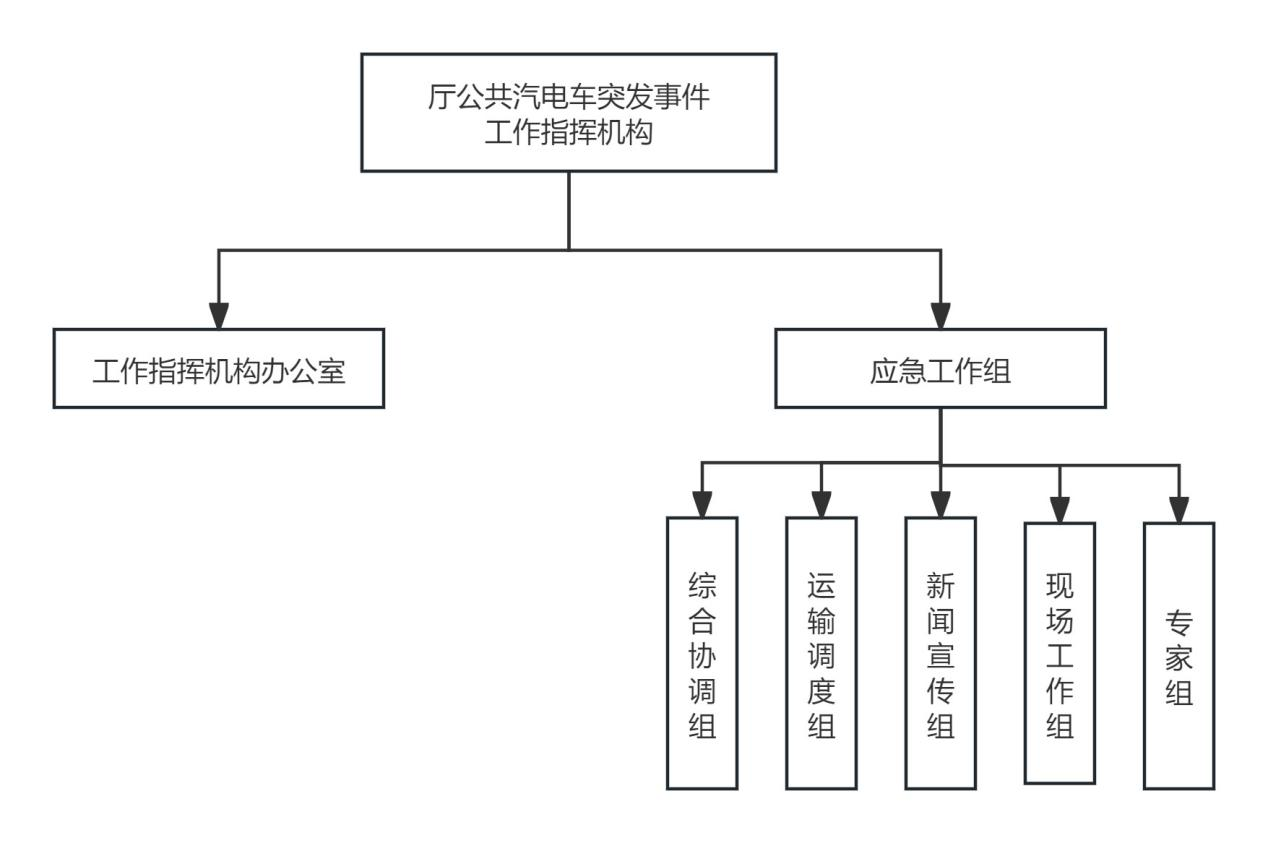 厅公共汽电车突发事件
工作指挥机构
工作指挥机构办公室
应急工作组
综合协调组
运输调度组
新闻宣传组
现场工作组
专家组